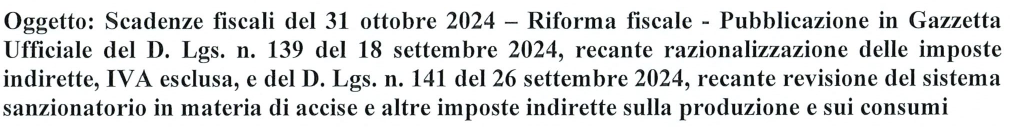 Oggetto: Scadenze fiscali del 31 ottobre 2024 – Riforma fiscale - Pubblicazione in Gazzetta
Ufficiale del D. Lgs. n. 139 del 18 settembre 2024, recante razionalizzazione delle imposte
indirette, IVA esclusa, e del D. Lgs. n. 141 del 26 settembre 2024, recante revisione del sistema
sanzionatorio in materia di accise e altre imposte indirette sulla produzione e sui consumi